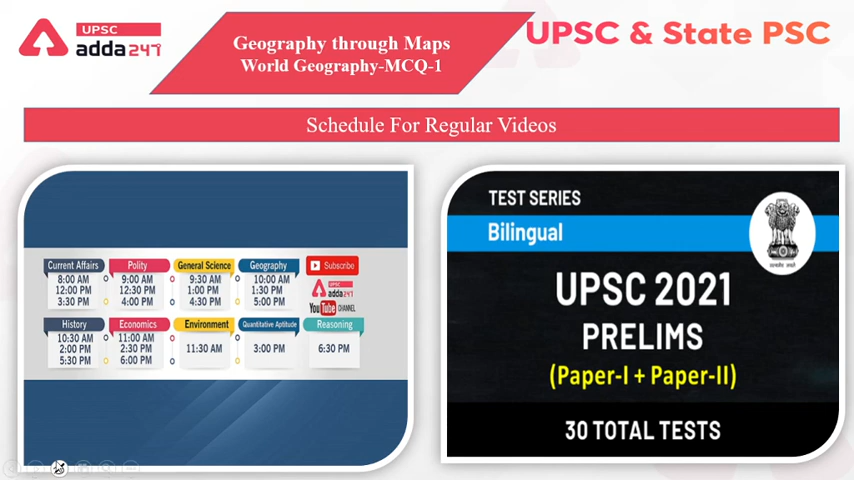 UPSC
adda247
Geography through Maps
World Geography-MCQ-1
UPSC & State PSC
Schedule For Regular Videos
Current Affairs
8:00 AM
12:00 PM
3:30 PM
Polity
9:00 AM
12:30 PM
4:00 PM
General Science
9:30 AM
1:00 PM
4:30 PM
Geography
10:00 AM
1:30 PM
5:00 PM
Subscribe
UPSC
adda247
YouTube CHANNEL
History
10:30 AM
2:00 PM
5:30 PM
Economics
11:00 AM
2:30 PM
6:00 PM
Environment
11:30 AM
Quantitative Aptitude
3:00 PM
Reasoning
6:30 PM
TEST SERIES
Bilingual
UPSC 2021
PRELIMS
(Paper-I + Paper-II)
30 TOTAL TESTS